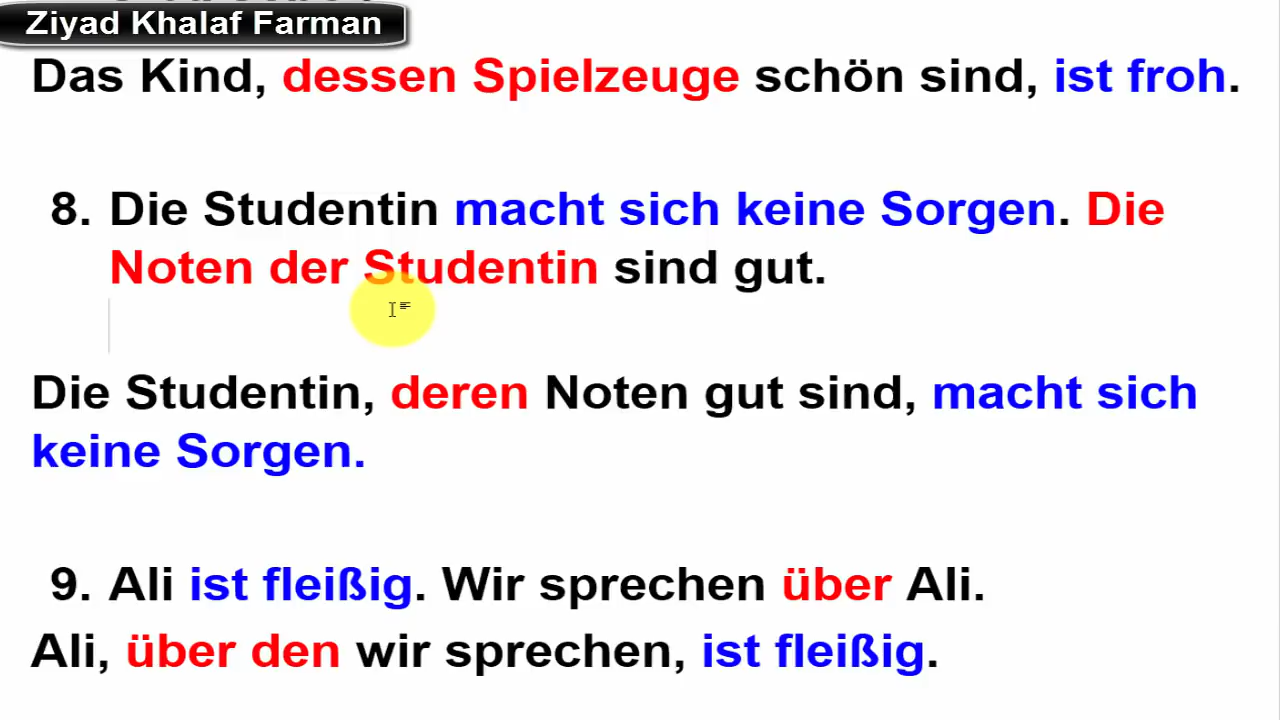 Ziyad Khalaf Farman
Das Kind, dessen Spielzeuge schön sind, ist froh.
8. Die Studentin macht sich keine Sorgen. Die
Noten der Studentin sind gut.
Die Studentin, deren Noten gut sind, macht sich
keine Sorgen.
9. Ali ist fleißig. Wir sprechen über Ali.
Ali, über den wir sprechen, ist fleißig.